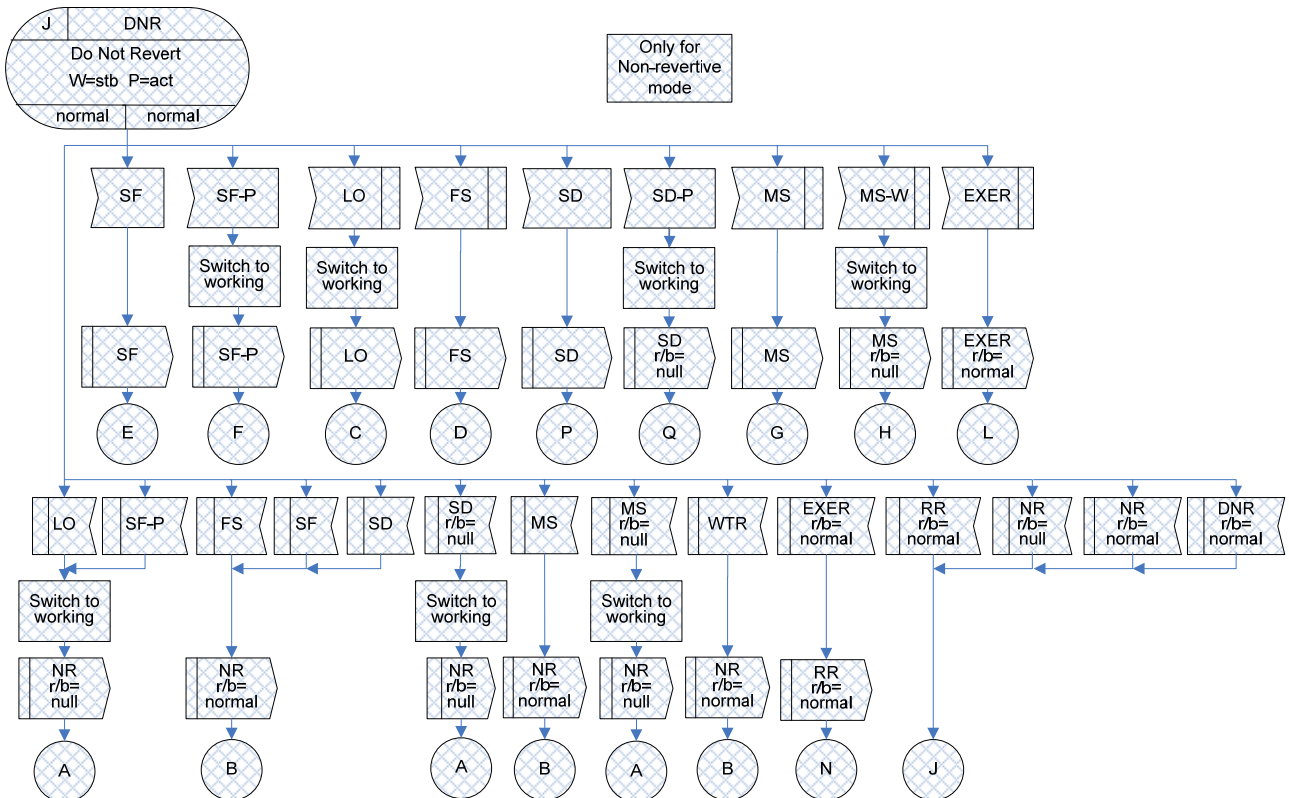 J DNR
Do Not Revert
W=stb P=act
normal normal
Only for
Non-revertive
mode
SF SF-P LO FS SD SD-P MS MS-W EXER
Switch to
working
Switch to
working
Switch to
working
Switch to
working
SF
SF-P
LO
FS
SD
SD
r/b=
null
MS
MS
r/b=
null
EXER
r/b=
normal
E F C D P Q G H L
LO
SF-P
FS
SF
SD
SD
r/b=
null
MS
MS
r/b=
null
WTR
EXER
r/b=
normal
RR
r/b=
normal
NR
r/b=
null
NR
r/b=
normal
DNR
r/b=
normal
Switch to
working
Switch to
working
Switch to
working
NR
r/b=
null
NR
r/b=
normal
NR
r/b=
null
NR
r/b=
normal
NR
r/b=
null
NR
r/b=
normal
RR
r/b=
normal
A B A B A B N J